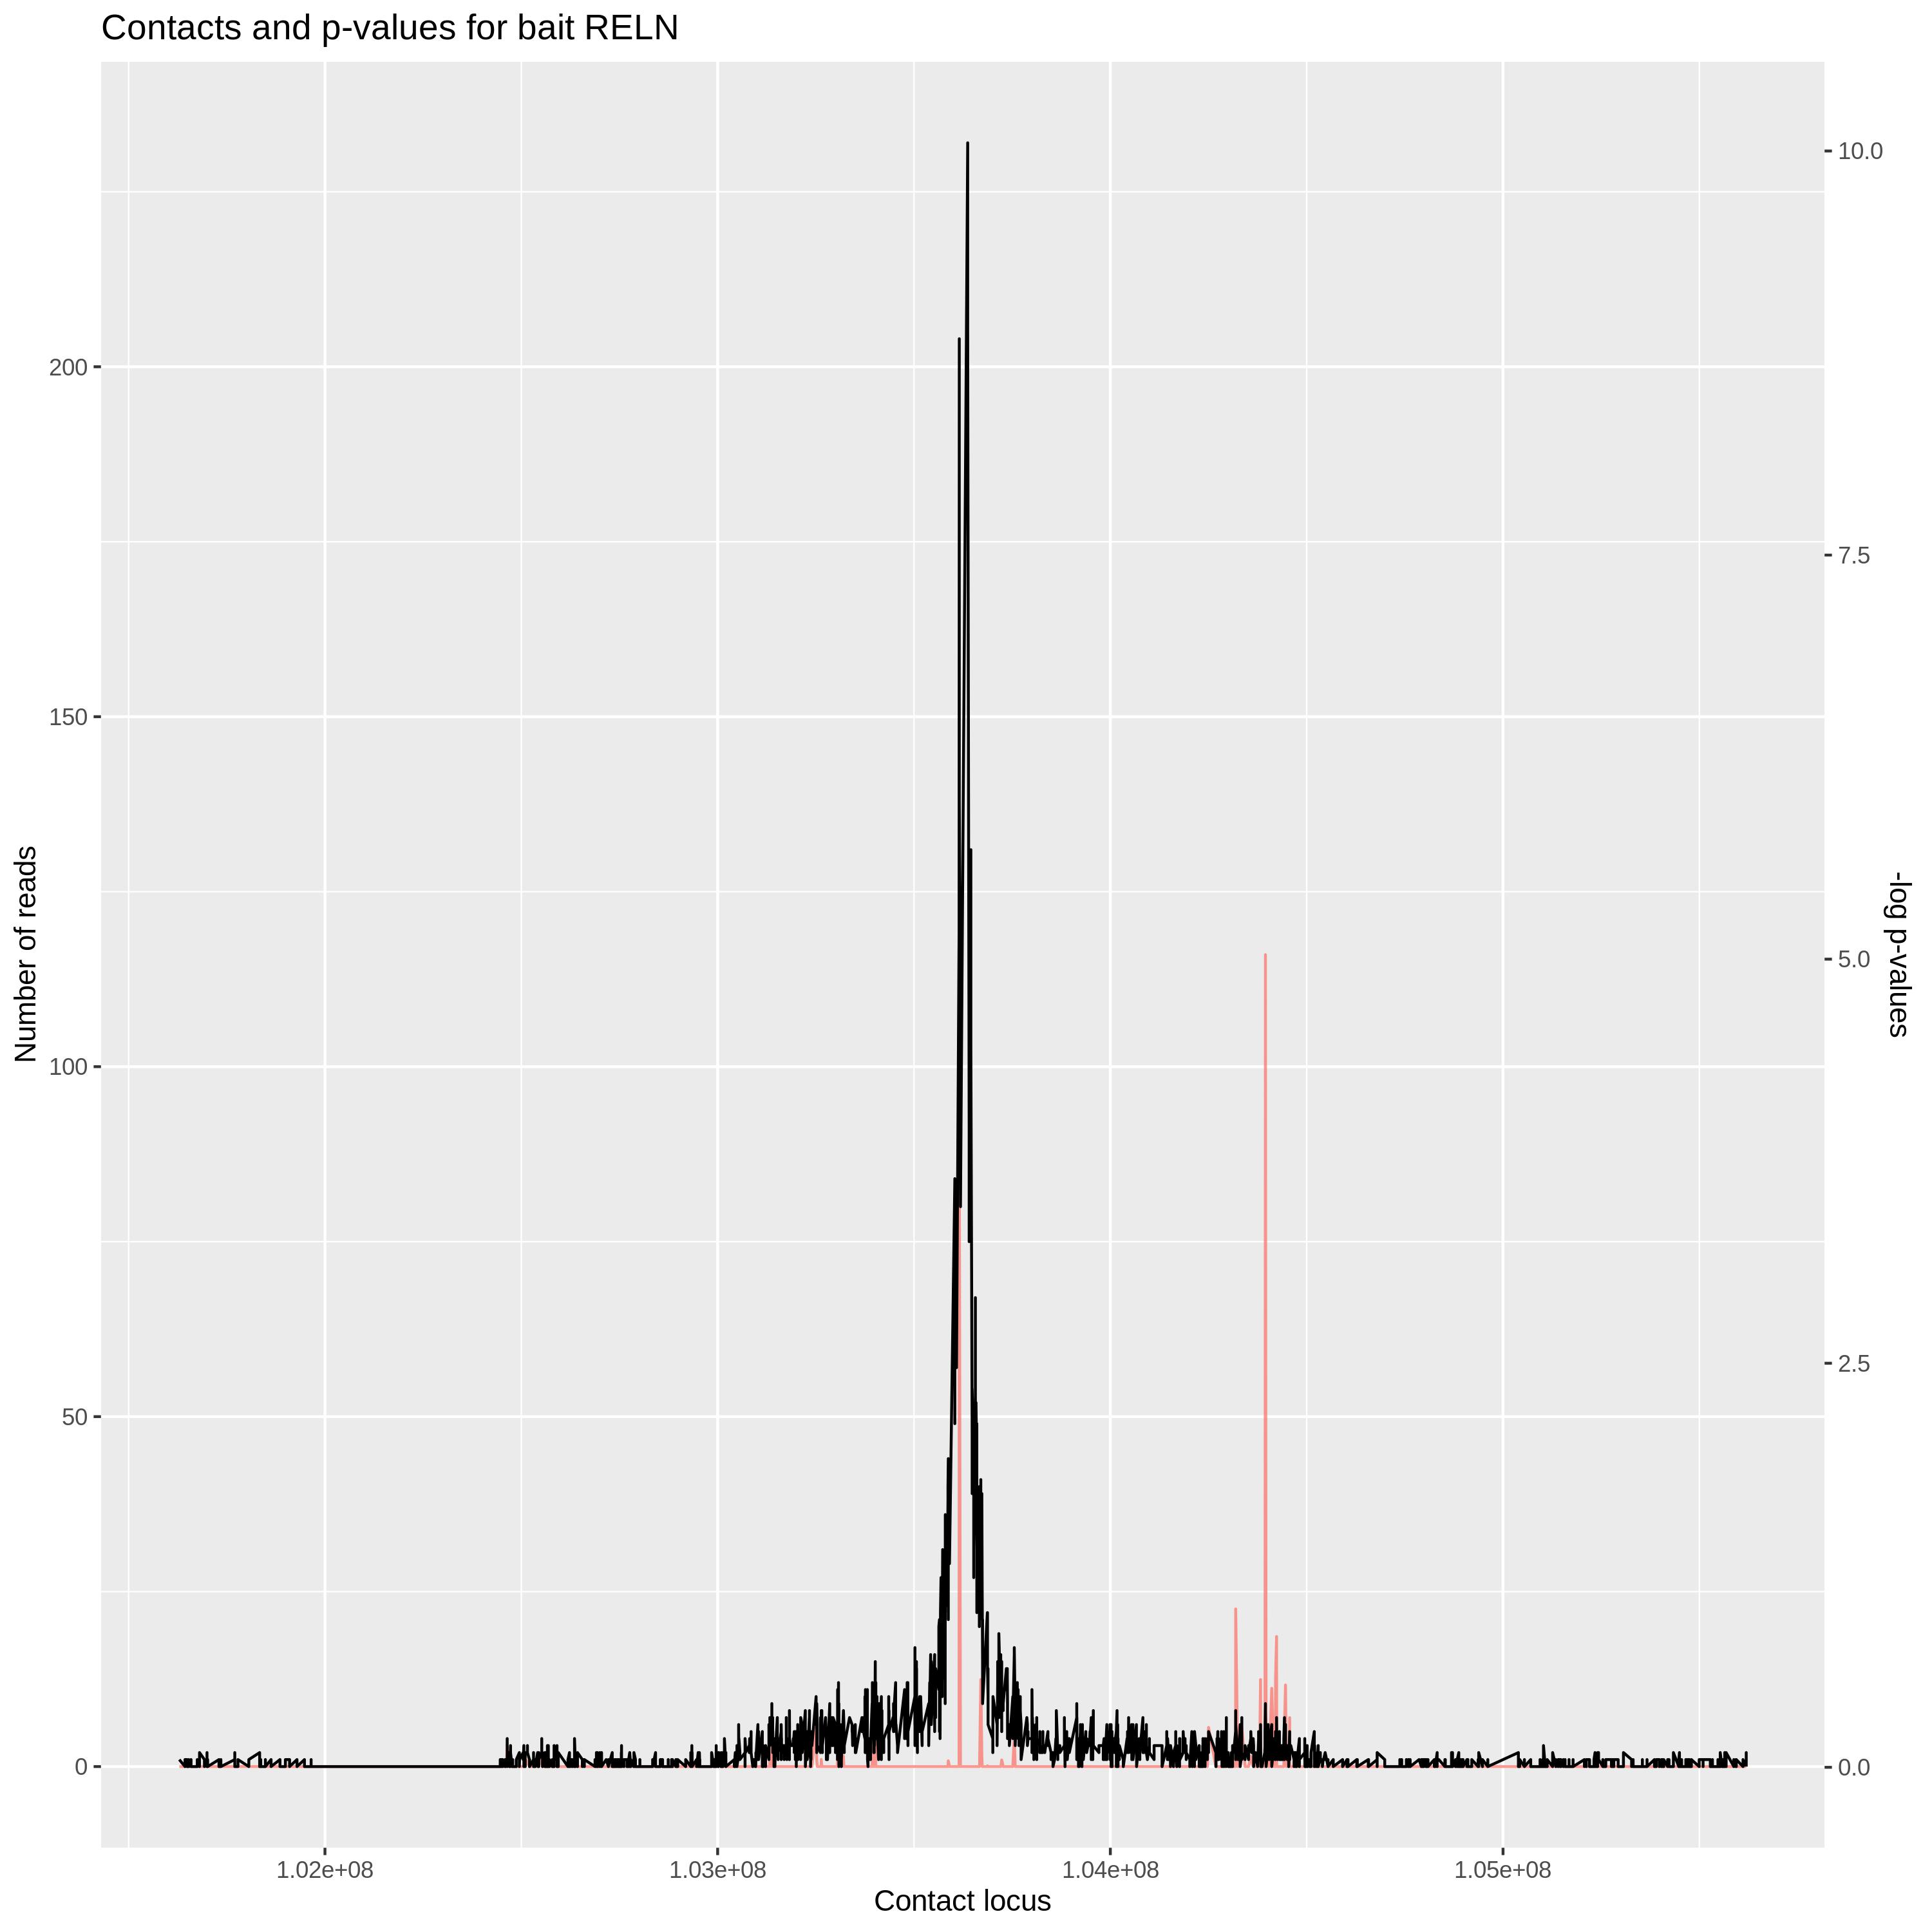 Contacts and p-values for bait RELN
10.0
200
7.5
150
Number of reads
-log p-values
5.0
100
2.5
50
0
0.0
1.02e+08
1.03e+08
1.04e+08
1.05e+08
Contact locus